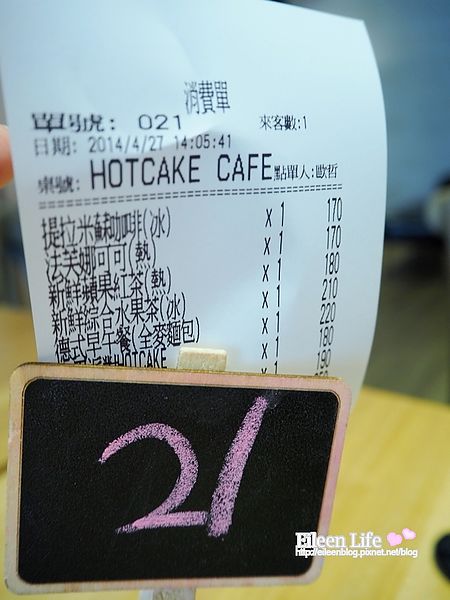 消費單
單號: 021 來客數:1
日期: 2014/4/27 14:05:41
桌號: HOTCAKE CAFE 點單人:歐哲
提拉米蘇咖啡(冰) x 1 170
法芙娜可可(熱) x 1 170
新鮮蘋果紅茶(熱) x 1 180
新鮮綜合水果茶(冰) x 1 210
德式早午餐(全麥麵包) x 1 220
HOTCAKE x 1 180
x 1 190
21
Eileen Life
http://eileenblog.pixnet.net/blog